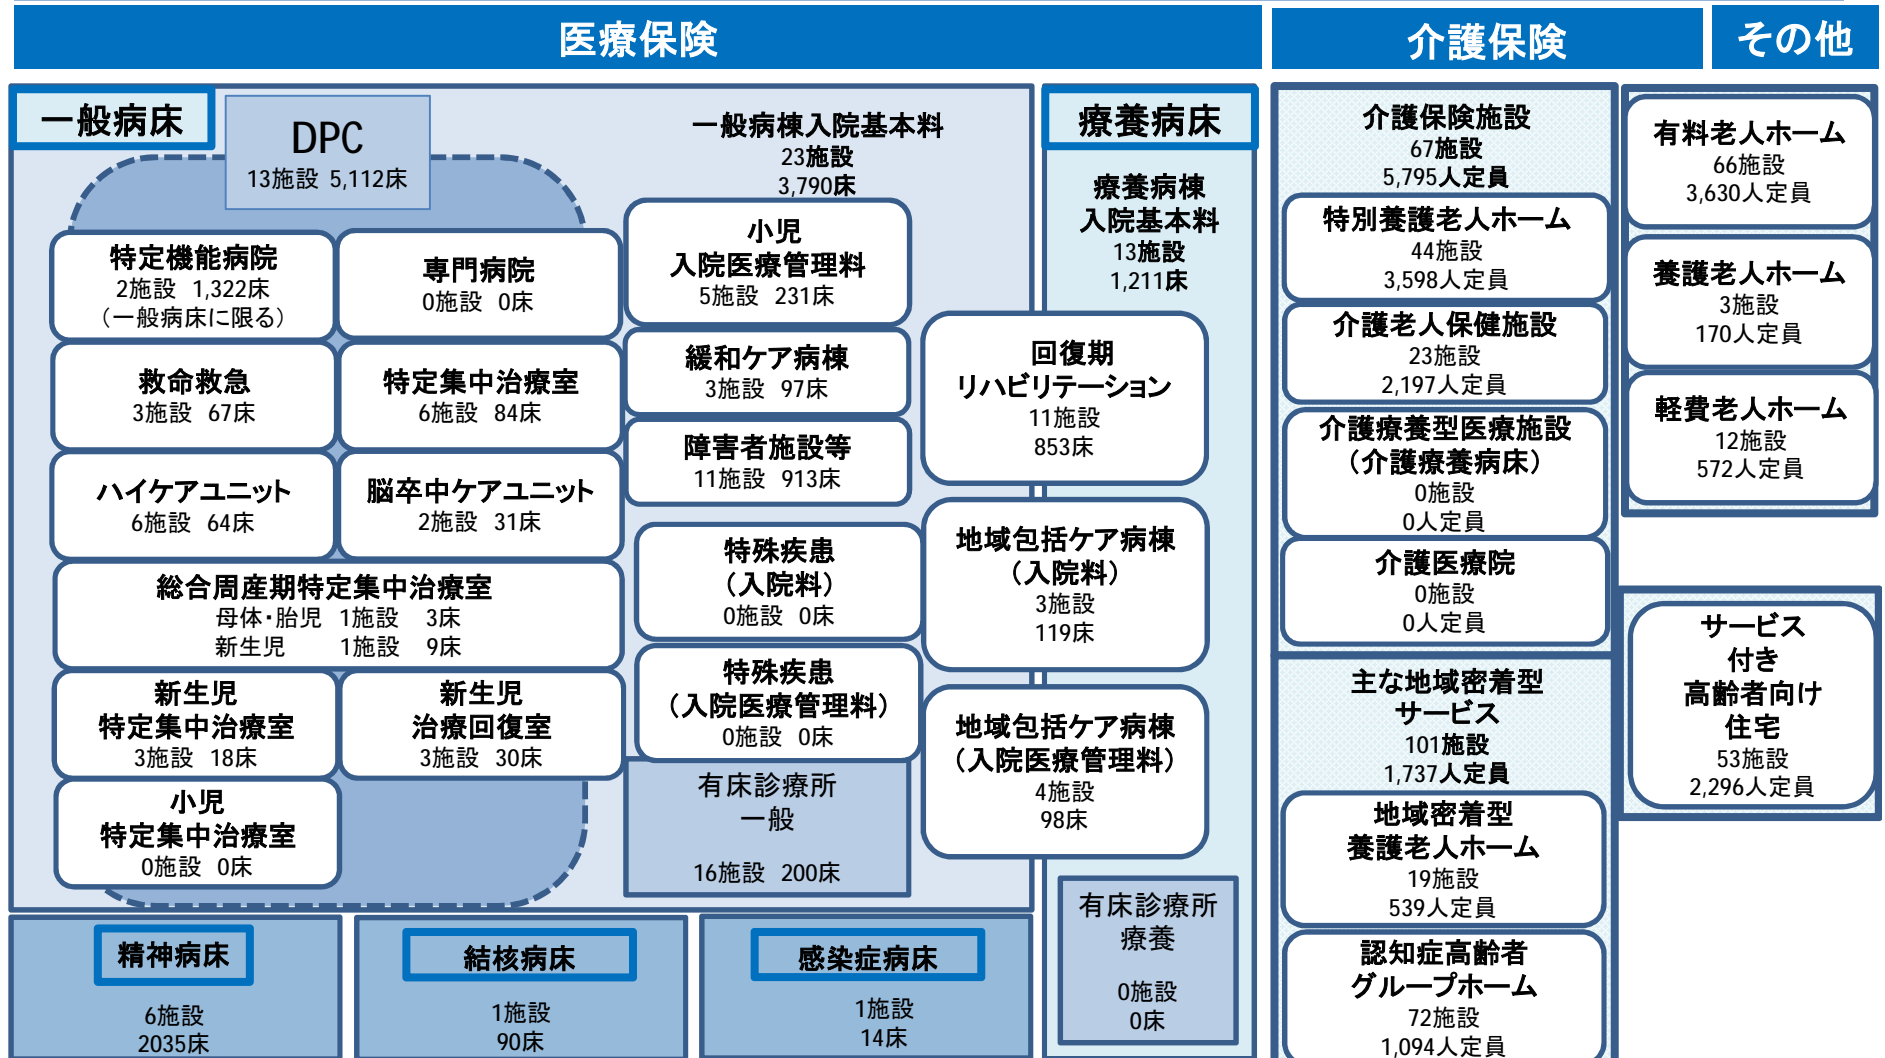 医療保険
介護保険
その他
一般病床
DPC
13施設 5,112床
一般病棟入院基本料
23施設
3,790床
特定機能病院
2施設 1,322床
（一般病床に限る）
専門病院
0施設 0床
救命救急
3施設 67床
特定集中治療室
6施設 84床
ハイケアユニット
6施設 64床
脳卒中ケアユニット
2施設 31床
総合周産期特定集中治療室
母体・胎児 1施設 3床
新生児 1施設 9床
新生児
特定集中治療室
3施設 18床
新生児
治療回復室
3施設 30床
小児
特定集中治療室
0施設 0床
小児
入院医療管理料
5施設 231床
緩和ケア病棟
3施設 97床
障害者施設等
11施設 913床
特殊疾患
（入院料）
0施設 0床
特殊疾患
（入院医療管理料）
0施設 0床
有床診療所
一般
16施設 200床
療養病床
療養病棟
入院基本料
13施設
1,211床
回復期
リハビリテーション
11施設
853床
地域包括ケア病棟
（入院料）
3施設
119床
地域包括ケア病棟
（入院医療管理料）
4施設
98床
有床診療所
療養
0施設
0床
精神病床
6施設
2035床
結核病床
1施設
90床
感染症病床
1施設
14床
介護保険施設
67施設
5,795人定員
特別養護老人ホーム
44施設
3,598人定員
介護老人保健施設
23施設
2,197人定員
介護療養型医療施設
（介護療養病床）
0施設
0人定員
介護医療院
0施設
0人定員
主な地域密着型
サービス
101施設
1,737人定員
地域密着型
養護老人ホーム
19施設
539人定員
認知症高齢者
グループホーム
72施設
1,094人定員
有料老人ホーム
66施設
3,630人定員
養護老人ホーム
3施設
170人定員
軽費老人ホーム
12施設
572人定員
サービス
付き
高齢者向け
住宅
53施設
2,296人定員